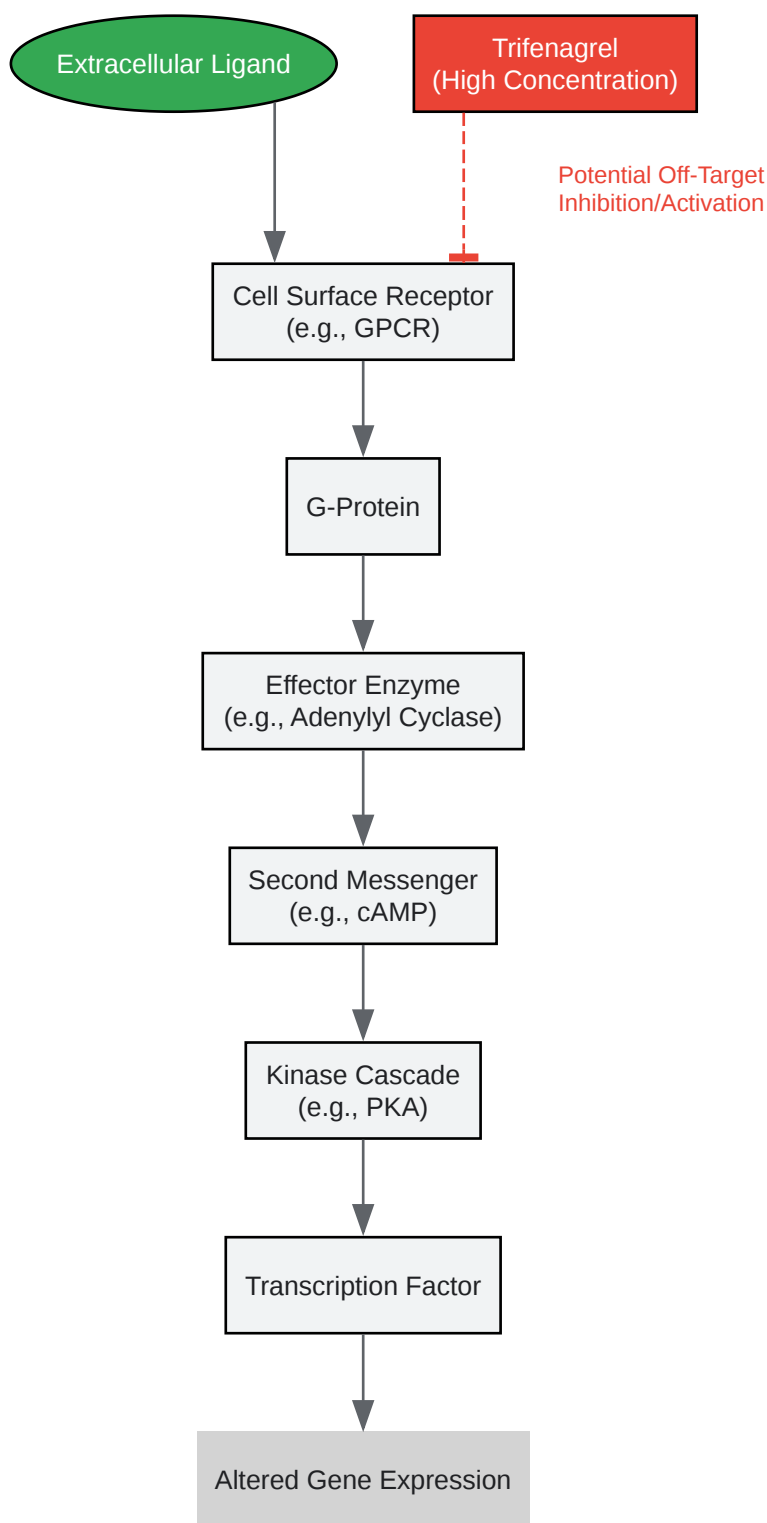 Extracellular Ligand
Trifenagrel
(High Concentration)
Potential Off-Target
Inhibition/Activation
Cell Surface Receptor
(e.g., GPCR)
G-Protein
Effector Enzyme
(e.g., Adenylyl Cyclase)
Second Messenger
(e.g., cAMP)
Kinase Cascade
(e.g., PKA)
Transcription Factor
Altered Gene Expression